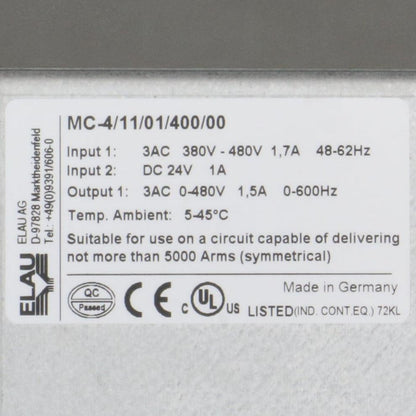 MC-4/11/01/400/00
Input 1: 3AC 380V - 480V 1,7A 48-62Hz
Input 2: DC 24V 1A
Output 1: 3AC 0-480V 1,5A 0-600Hz
Temp. Ambient: 5-45°C
Suitable for use on a circuit capable of delivering
not more than 5000 Arms (symmetrical)
ELAU
ELAU AG
D-97828 Marktheidenfeld
Tel.: +49(0)9391/606-0
QC
Passed
CE
c UL US
Made in Germany
LISTED(IND. CONT.EQ.) 72KL